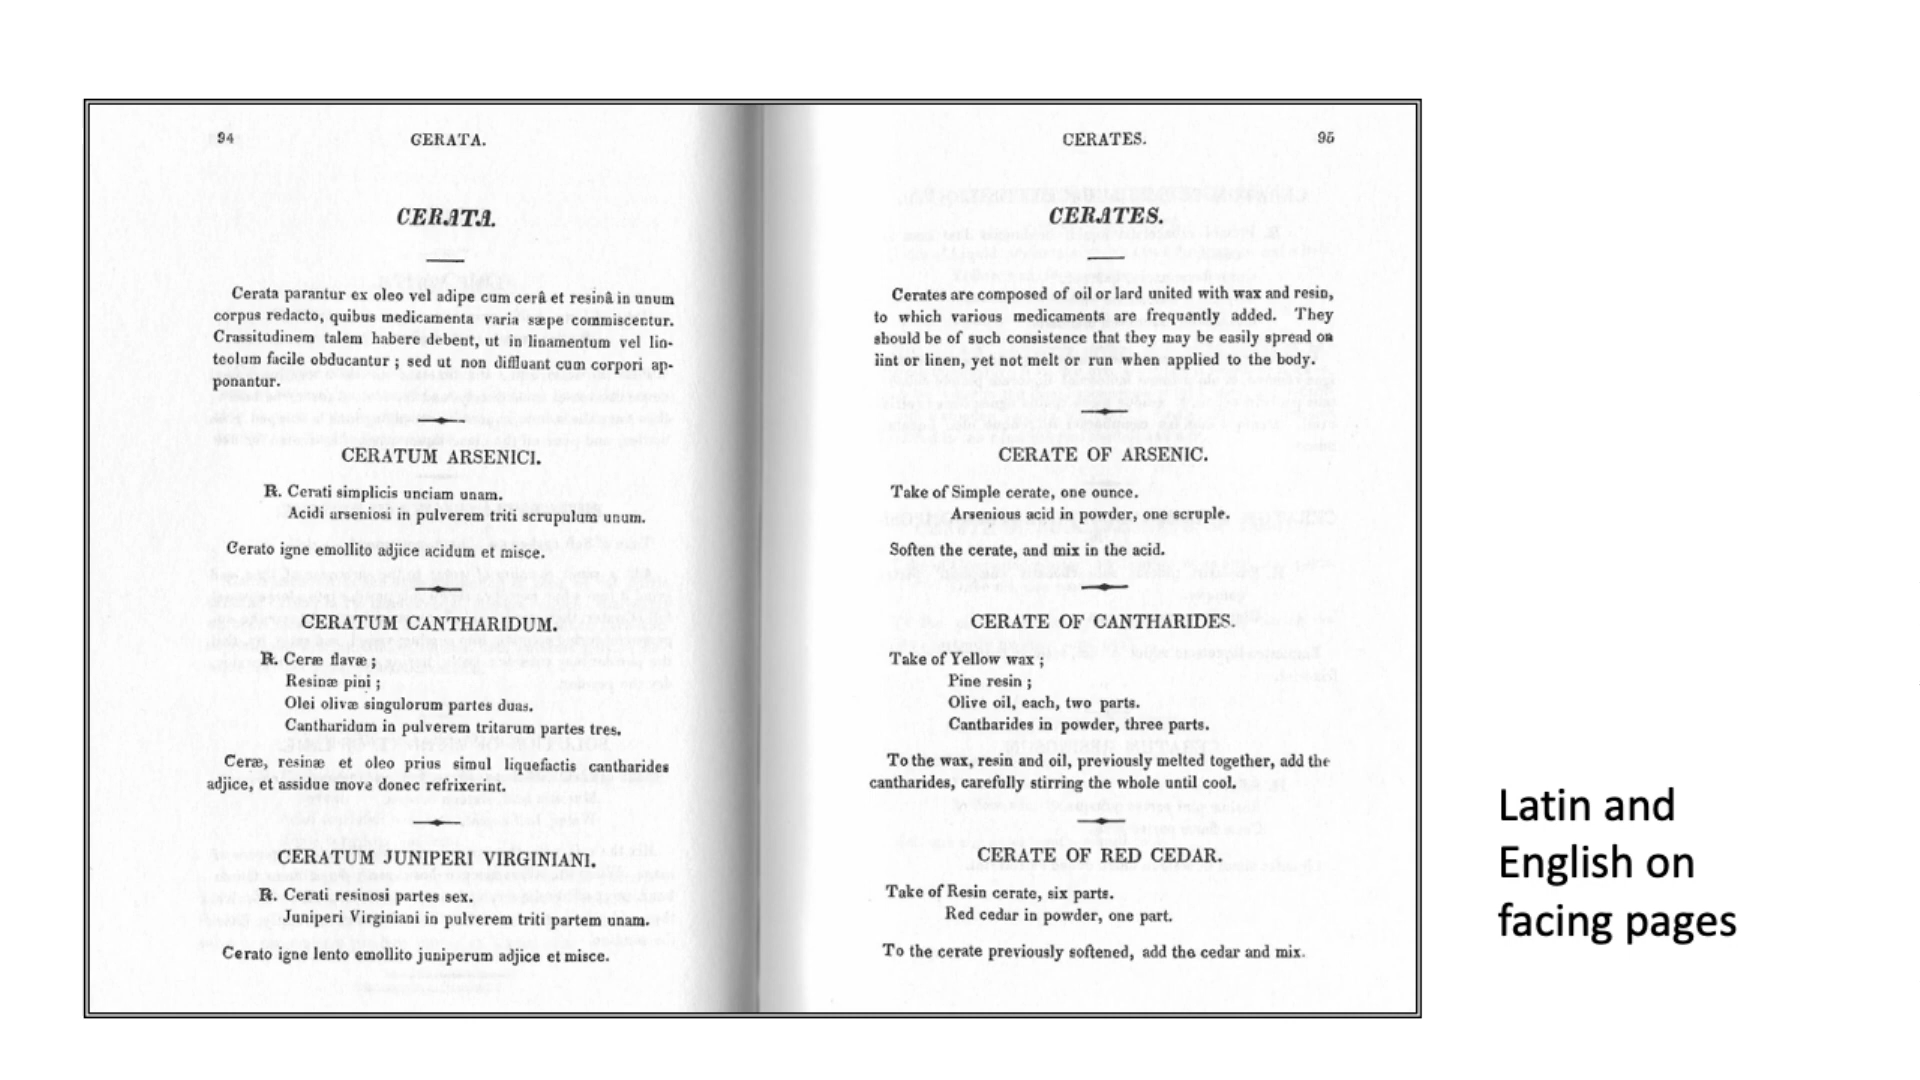 94 CERATA.
CERATA.
Cerata parantur ex oleo vel adipe cum cerâ et resinâ in unum
corpus redacto, quibus medicamenta varia sæpe commiscentur.
Crassitudinem talem habere debent, ut in linamentum vel lin-
teolum facile obducantur ; sed ut non diffluant cum corpori ap-
ponantur.
CERATUM ARSENICI.
℞. Cerati simplicis unciam unam.
Acidi arseniosi in pulverem triti scrupulum unum.
Cerato igne emollito adjice acidum et misce.
CERATUM CANTHARIDUM.
℞. Ceræ flavæ ;
Resinæ pini ;
Olei olivæ singulorum partes duas.
Cantharidum in pulverem tritarum partes tres.
Ceræ, resinæ et oleo prius simul liquefactis cantharides
adjice, et assidue move donec refrixerint.
CERATUM JUNIPERI VIRGINIANI.
℞. Cerati resinosi partes sex.
Juniperi Virginiani in pulverem triti partem unam.
Cerato igne lento emollito juniperum adjice et misce.
CERATES. 95
CERATES.
Cerates are composed of oil or lard united with wax and resin,
to which various medicaments are frequently added. They
should be of such consistence that they may be easily spread on
lint or linen, yet not melt or run when applied to the body.
CERATE OF ARSENIC.
Take of Simple cerate, one ounce.
Arsenious acid in powder, one scruple.
Soften the cerate, and mix in the acid.
CERATE OF CANTHARIDES.
Take of Yellow wax ;
Pine resin ;
Olive oil, each, two parts.
Cantharides in powder, three parts.
To the wax, resin and oil, previously melted together, add the
cantharides, carefully stirring the whole until cool.
CERATE OF RED CEDAR.
Take of Resin cerate, six parts.
Red cedar in powder, one part.
To the cerate previously softened, add the cedar and mix.
Latin and
English on
facing pages